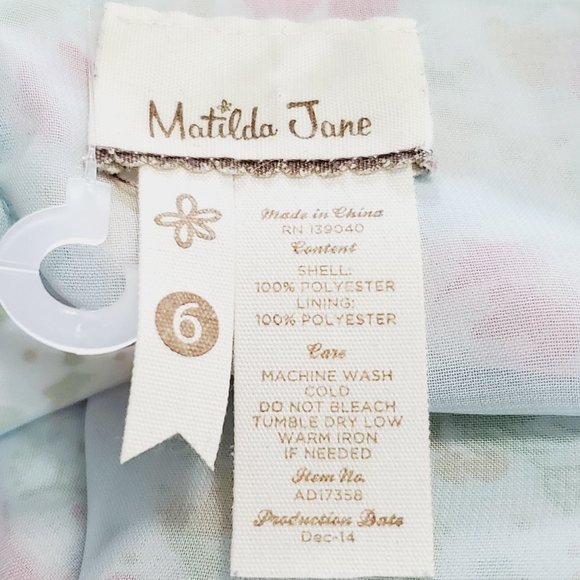 Matilda Jane
6
Made in China
RN 139040
Content
SHELL:
100% POLYESTER
LINING:
100% POLYESTER
Care
MACHINE WASH
COLD
DO NOT BLEACH
TUMBLE DRY LOW
WARM IRON
IF NEEDED
Item No.
AD17358
Production Date
Dec-14